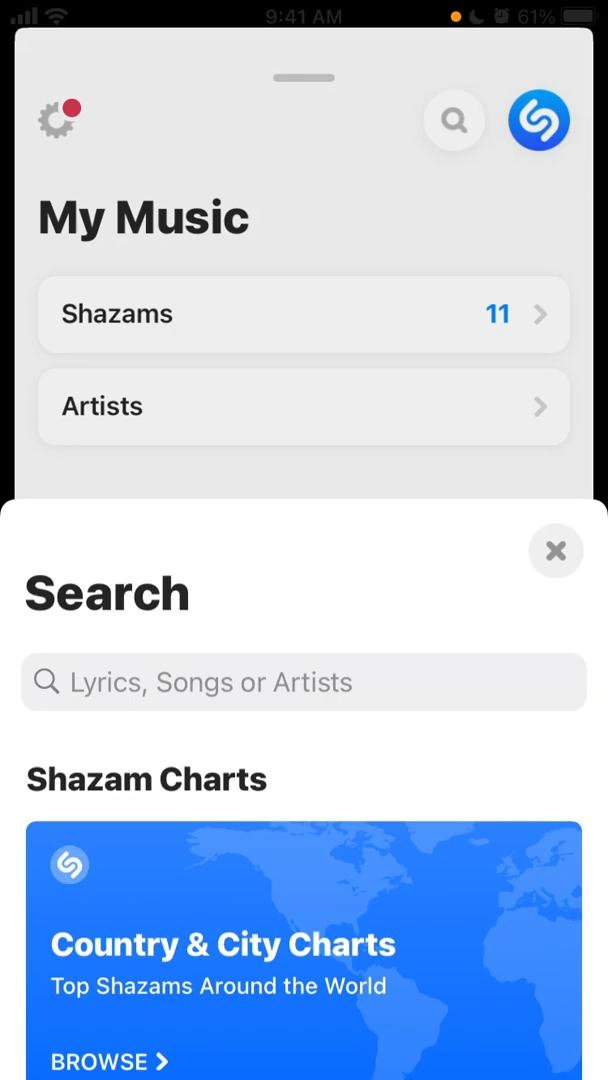 9:41 AM
61%
My Music
Shazams 11
Artists
Search
Lyrics, Songs or Artists
Shazam Charts
Country & City Charts
Top Shazams Around the World
BROWSE